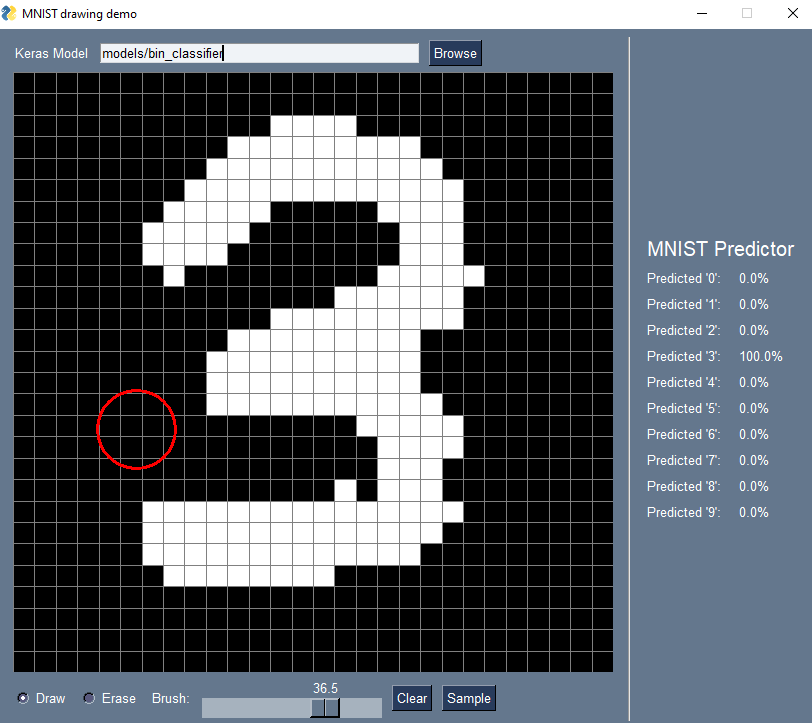 MNIST drawing demo
Keras Model models/bin_classifier Browse
3
MNIST Predictor
Predicted '0': 0.0%
Predicted '1': 0.0%
Predicted '2': 0.0%
Predicted '3': 100.0%
Predicted '4': 0.0%
Predicted '5': 0.0%
Predicted '6': 0.0%
Predicted '7': 0.0%
Predicted '8': 0.0%
Predicted '9': 0.0%
36.5
Draw Erase Brush: Clear Sample